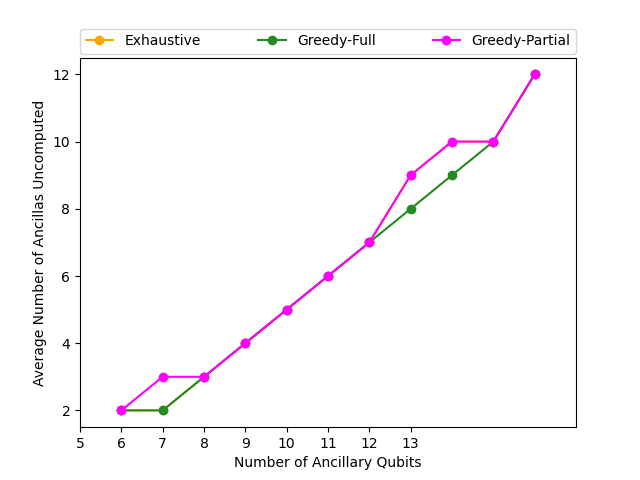 Exhaustive Greedy-Full Greedy-Partial
12
10
8
6
4
2
Average Number of Ancillas Uncomputed
5 6 7 8 9 10 11 12 13
Number of Ancillary Qubits